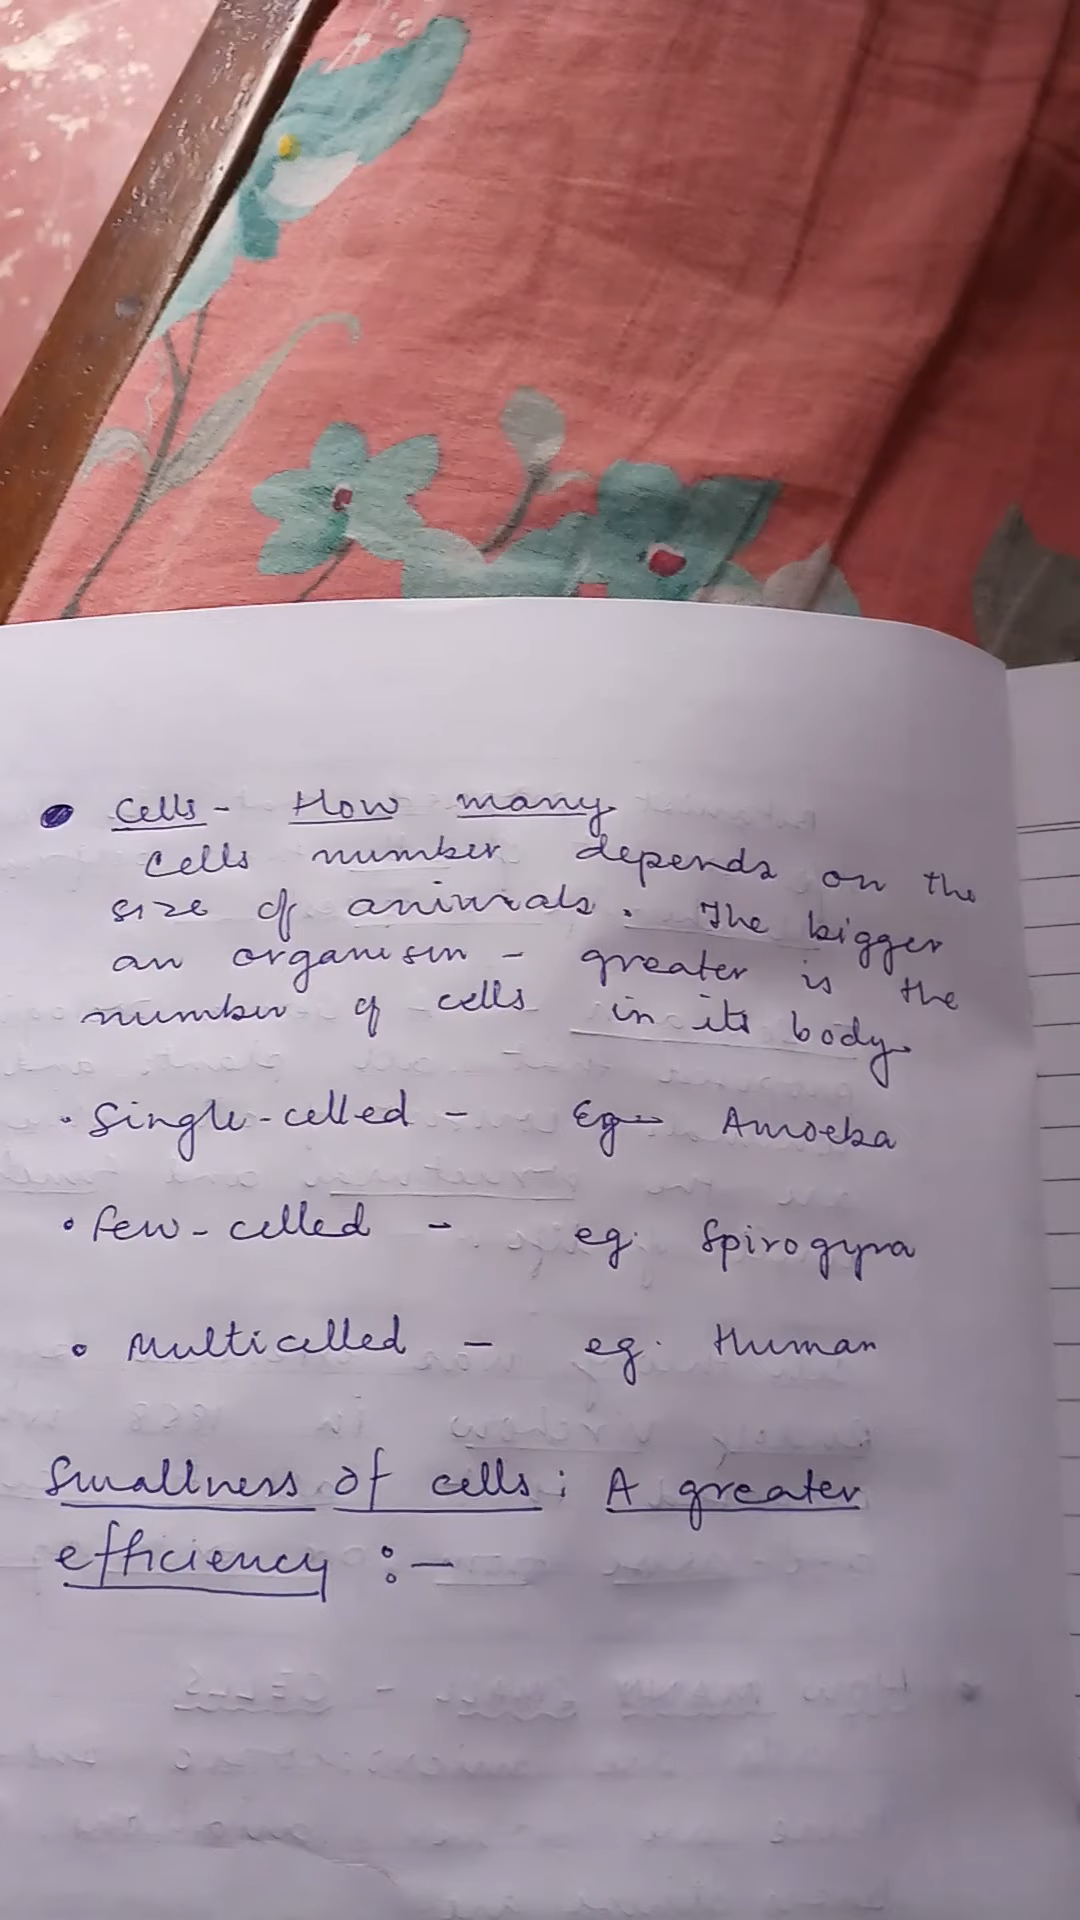 Cells - How many
Cells number depends on the
size of animals. The bigger
an organism - greater is the
number of cells in its body.
. Single-celled - Eg- Amoeba
• few-celled - eg. Spirogyra
• Multicelled - eg. Human
Smallness of cells; A greater
efficiency :-